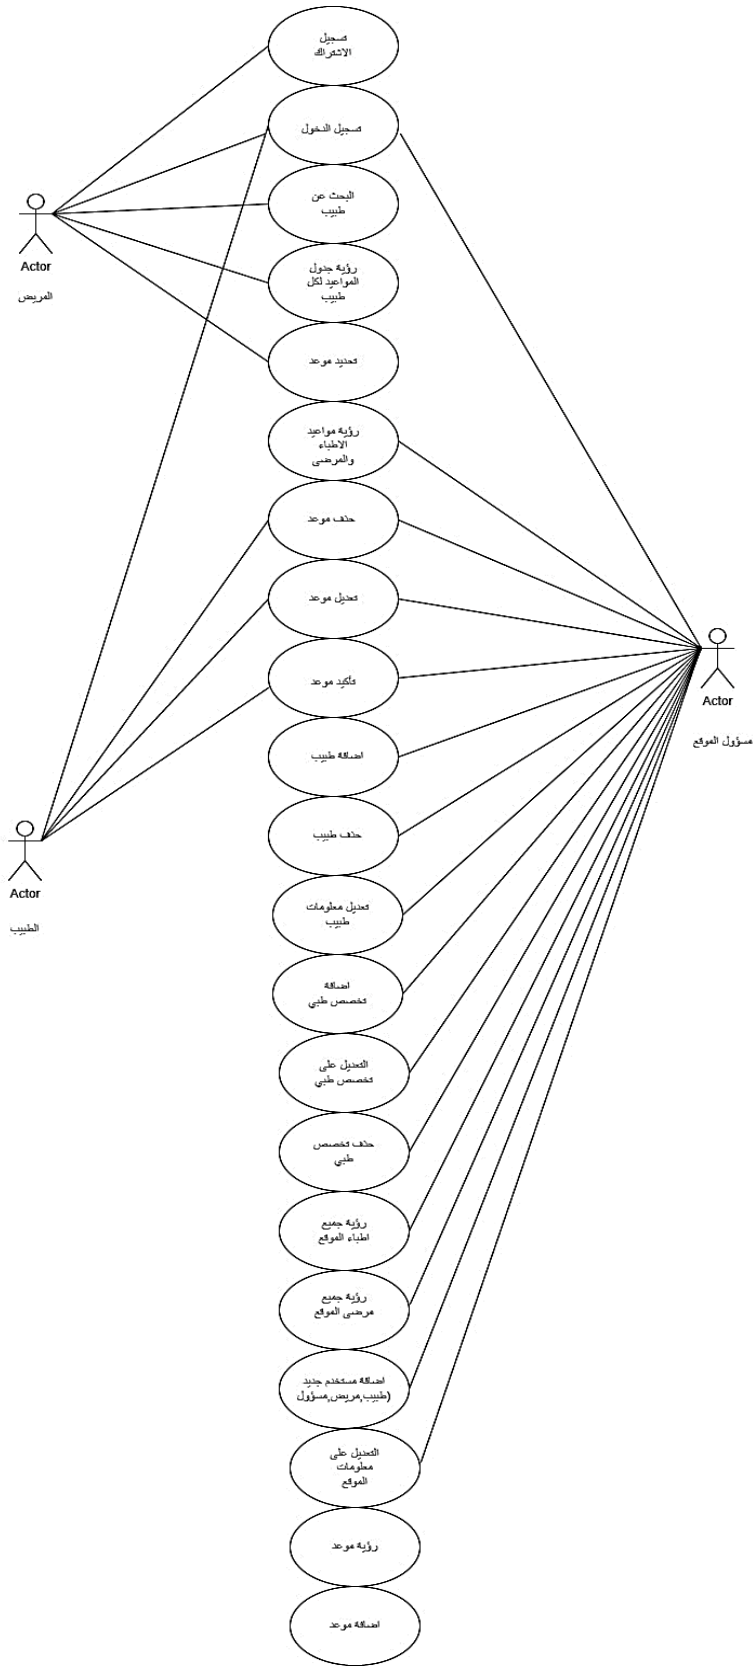 تسجيل
الاشتراك
تسجيل الدخول
البحث عن
طبيب
Actor
المريض
رؤية جدول
المواعيد لكل
طبيب
تحديد موعد
رؤية مواعيد
الاطباء
والمرضى
حذف موعد
تعديل موعد
تأكيد موعد
Actor
مسؤول الموقع
اضافة طبيب
حذف طبيب
Actor
الطبيب
تعديل معلومات
طبيب
اضافة
تخصص طبي
التعديل على
تخصص طبي
حذف تخصص
طبي
رؤية جميع
اطباء الموقع
رؤية جميع
مرضى الموقع
اضافة مستخدم جديد
(طبيب,مريض,مسؤول
التعديل على
معلومات
الموقع
رؤية موعد
اضافة موعد